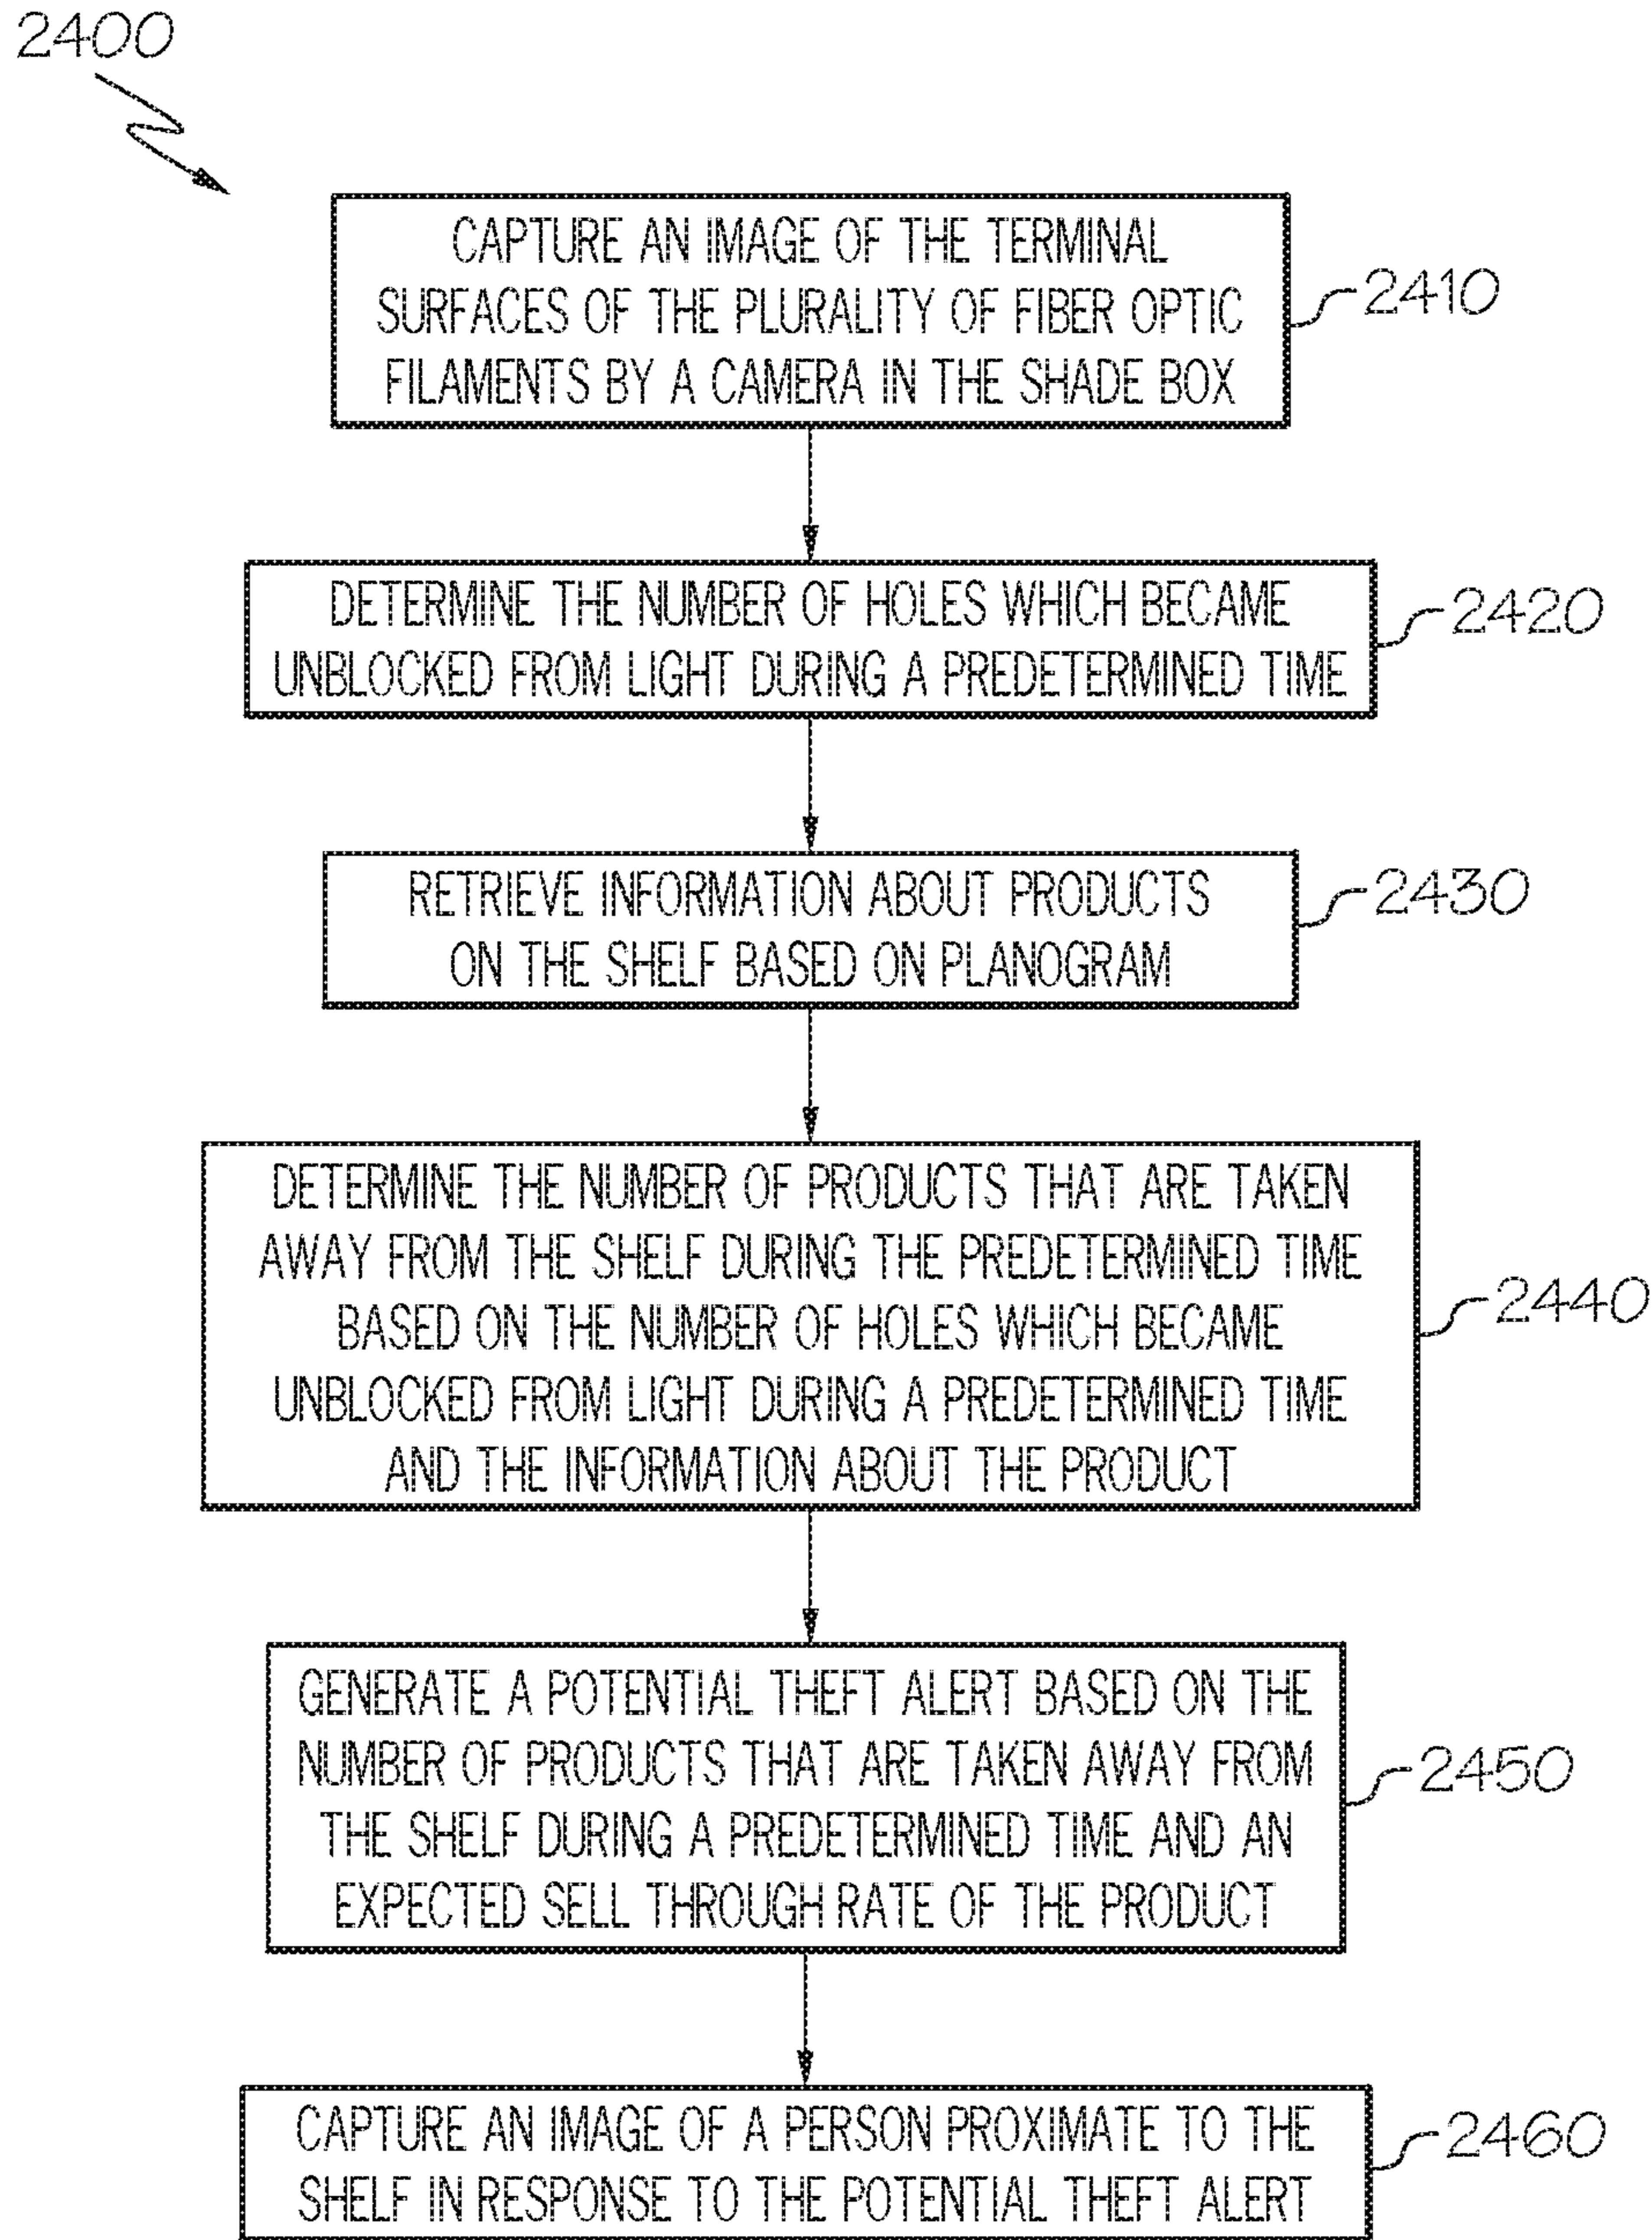 2400
CAPTURE AN IMAGE OF THE TERMINAL
SURFACES OF THE PLURALITY OF FIBER OPTIC
FILAMENTS BY A CAMERA IN THE SHADE BOX
2410
DETERMINE THE NUMBER OF HOLES WHICH BECAME
UNBLOCKED FROM LIGHT DURING A PREDETERMINED TIME
2420
RETRIEVE INFORMATION ABOUT PRODUCTS
ON THE SHELF BASED ON PLANOGRAM
2430
DETERMINE THE NUMBER OF PRODUCTS THAT ARE TAKEN
AWAY FROM THE SHELF DURING THE PREDETERMINED TIME
BASED ON THE NUMBER OF HOLES WHICH BECAME
UNBLOCKED FROM LIGHT DURING A PREDETERMINED TIME
AND THE INFORMATION ABOUT THE PRODUCT
2440
GENERATE A POTENTIAL THEFT ALERT BASED ON THE
NUMBER OF PRODUCTS THAT ARE TAKEN AWAY FROM
THE SHELF DURING A PREDETERMINED TIME AND AN
EXPECTED SELL THROUGH RATE OF THE PRODUCT
2450
CAPTURE AN IMAGE OF A PERSON PROXIMATE TO THE
SHELF IN RESPONSE TO THE POTENTIAL THEFT ALERT
2460